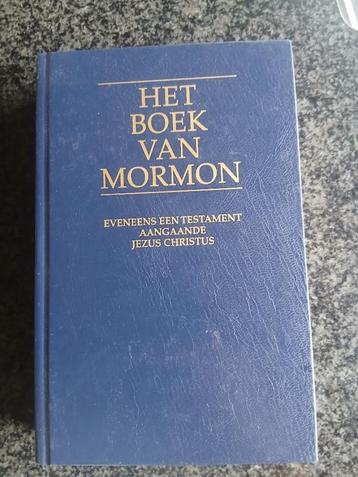 HET
BOEK
VAN
MORMON
EVENEENS EEN TESTAMENT
AANGAANDE
JEZUS CHRISTUS